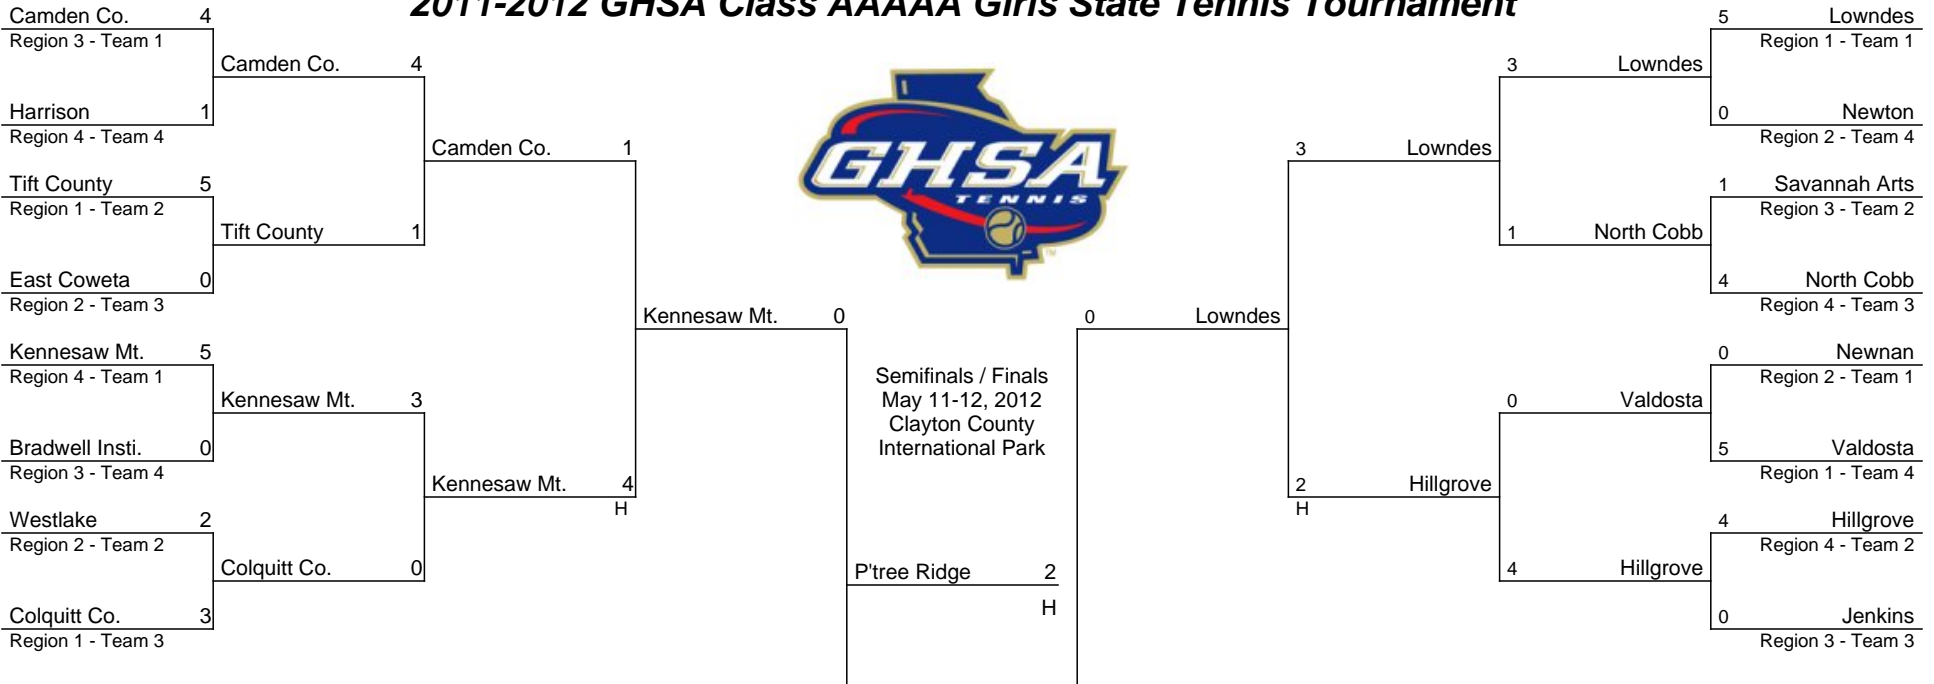 2011-2012 GHSA Class AAAAA Girls State Tennis Tournament
Camden Co. 4
Region 3 - Team 1
Camden Co. 4
Harrison 1
Region 4 - Team 4
Camden Co. 1
Tift County 5
Region 1 - Team 2
Tift County 1
East Coweta 0
Region 2 - Team 3
Kennesaw Mt. 0
Kennesaw Mt. 5
Region 4 - Team 1
Kennesaw Mt. 3
Bradwell Insti. 0
Region 3 - Team 4
Kennesaw Mt. 4
H
Westlake 2
Region 2 - Team 2
Colquitt Co. 0
Colquitt Co. 3
Region 1 - Team 3
GHSA
TENNIS
TM
Semifinals / Finals
May 11-12, 2012
Clayton County
International Park
P'tree Ridge 2
H
5 Lowndes
Region 1 - Team 1
3 Lowndes
0 Newton
Region 2 - Team 4
3 Lowndes
1 Savannah Arts
Region 3 - Team 2
1 North Cobb
4 North Cobb
Region 4 - Team 3
0 Lowndes
0 Newnan
Region 2 - Team 1
0 Valdosta
5 Valdosta
Region 1 - Team 4
2 Hillgrove
H
4 Hillgrove
Region 4 - Team 2
4 Hillgrove
0 Jenkins
Region 3 - Team 3